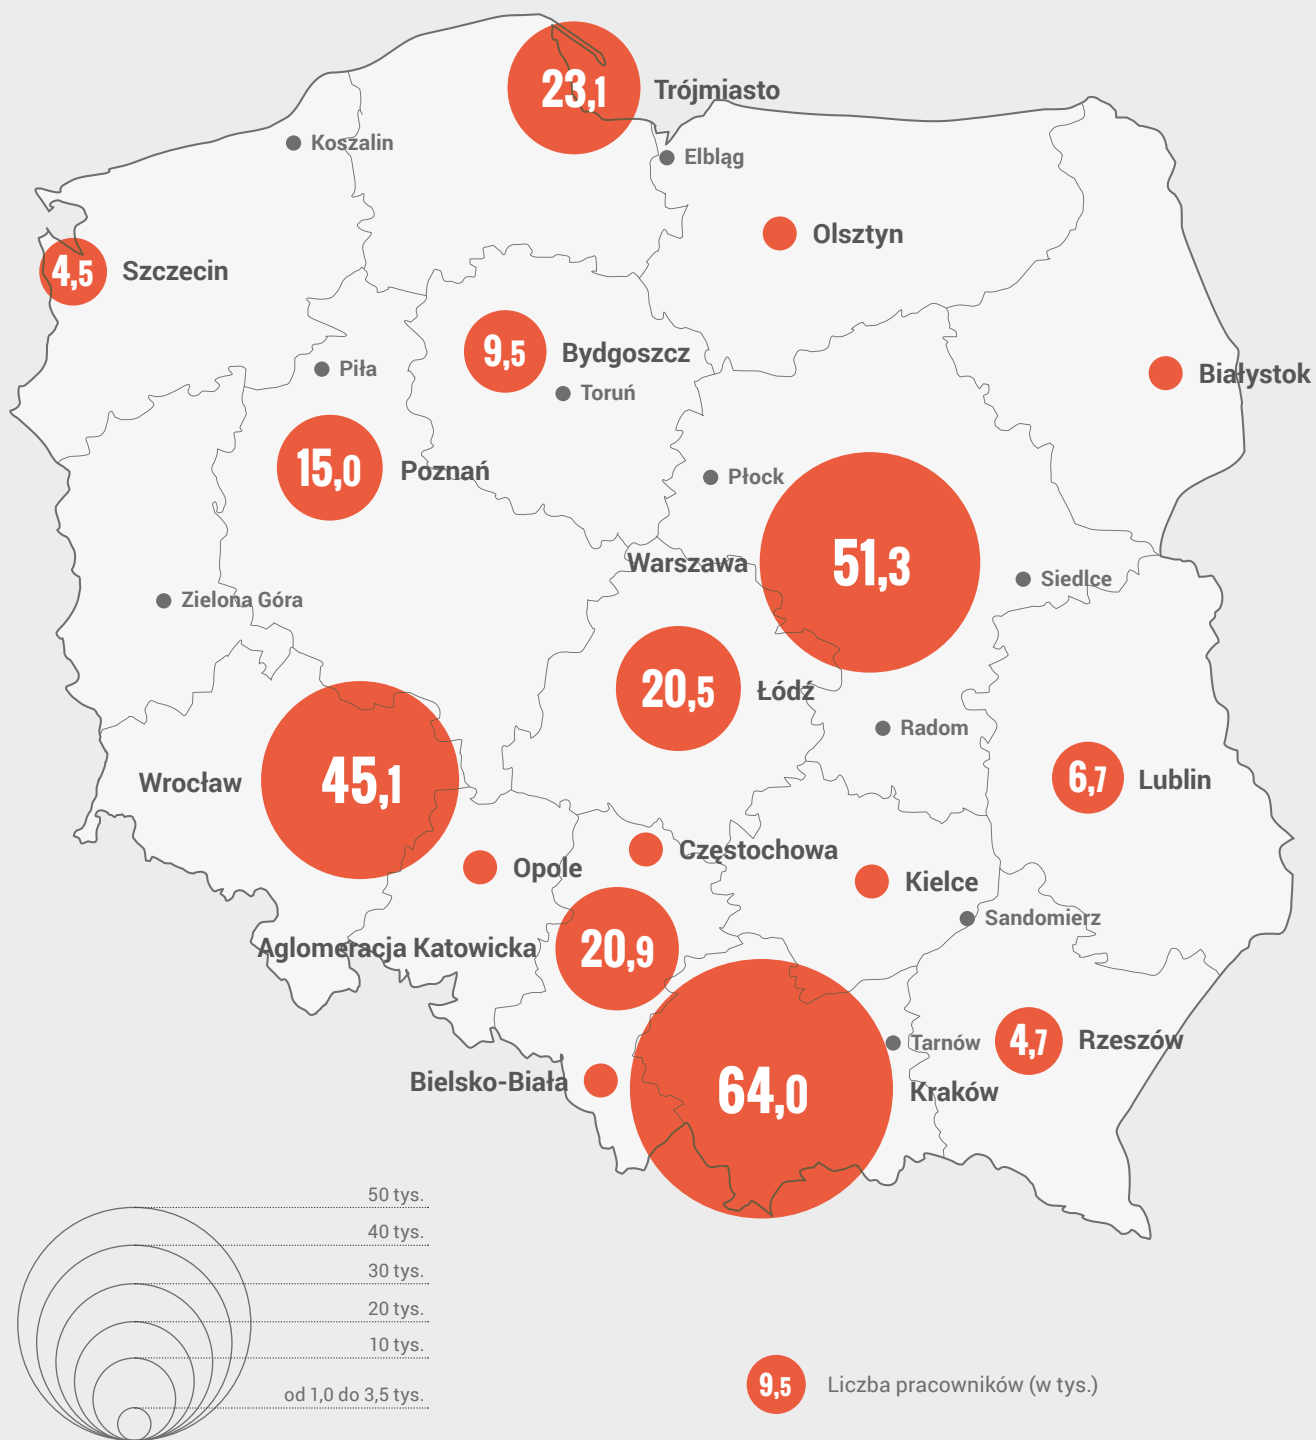 23,1
Trójmiasto
Koszalin
Elbląg
Olsztyn
4,5
Szczecin
9,5
Bydgoszcz
Piła
Toruń
Białystok
15,0
Poznań
Płock
Warszawa
51,3
Siedlce
Zielona Góra
20,5
Łódź
Radom
Wrocław
45,1
6,7
Lublin
Częstochowa
Opole
Kielce
Sandomierz
Aglomeracja Katowicka
20,9
4,7
Rzeszów
Tarnów
Bielsko-Biała
64,0
Kraków
50 tys.
40 tys.
30 tys.
20 tys.
10 tys.
od 1,0 do 3,5 tys.
9,5
Liczba pracowników (w tys.)